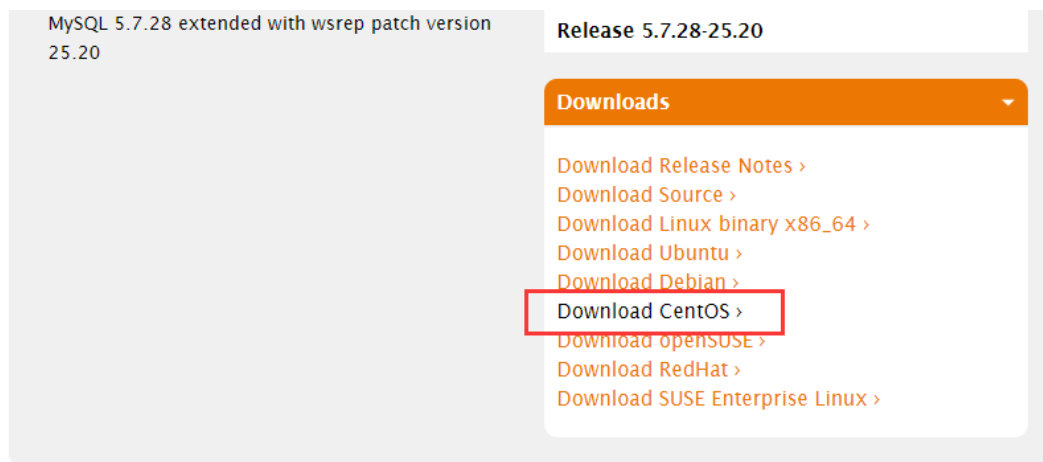 MySQL 5.7.28 extended with wsrep patch version
25.20
Release 5.7.28-25.20
Downloads
Download Release Notes ›
Download Source ›
Download Linux binary x86_64 ›
Download Ubuntu ›
Download Debian ›
Download CentOS ›
Download openSUSE ›
Download RedHat ›
Download SUSE Enterprise Linux ›